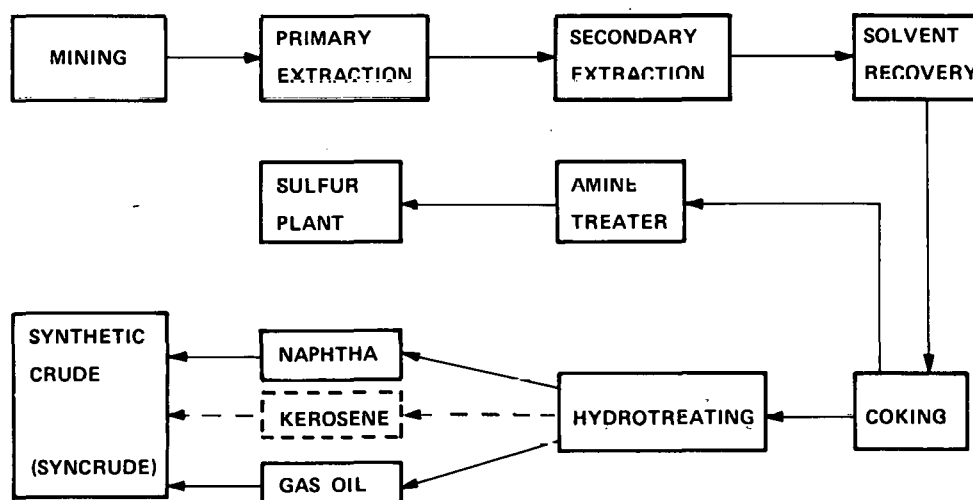 MINING
PRIMARY
EXTRACTION
SECONDARY
EXTRACTION
SOLVENT
RECOVERY
SULFUR
PLANT
AMINE
TREATER
SYNTHETIC
CRUDE
(SYNCRUDE)
NAPHTHA
KEROSENE
GAS OIL
HYDROTREATING
COKING